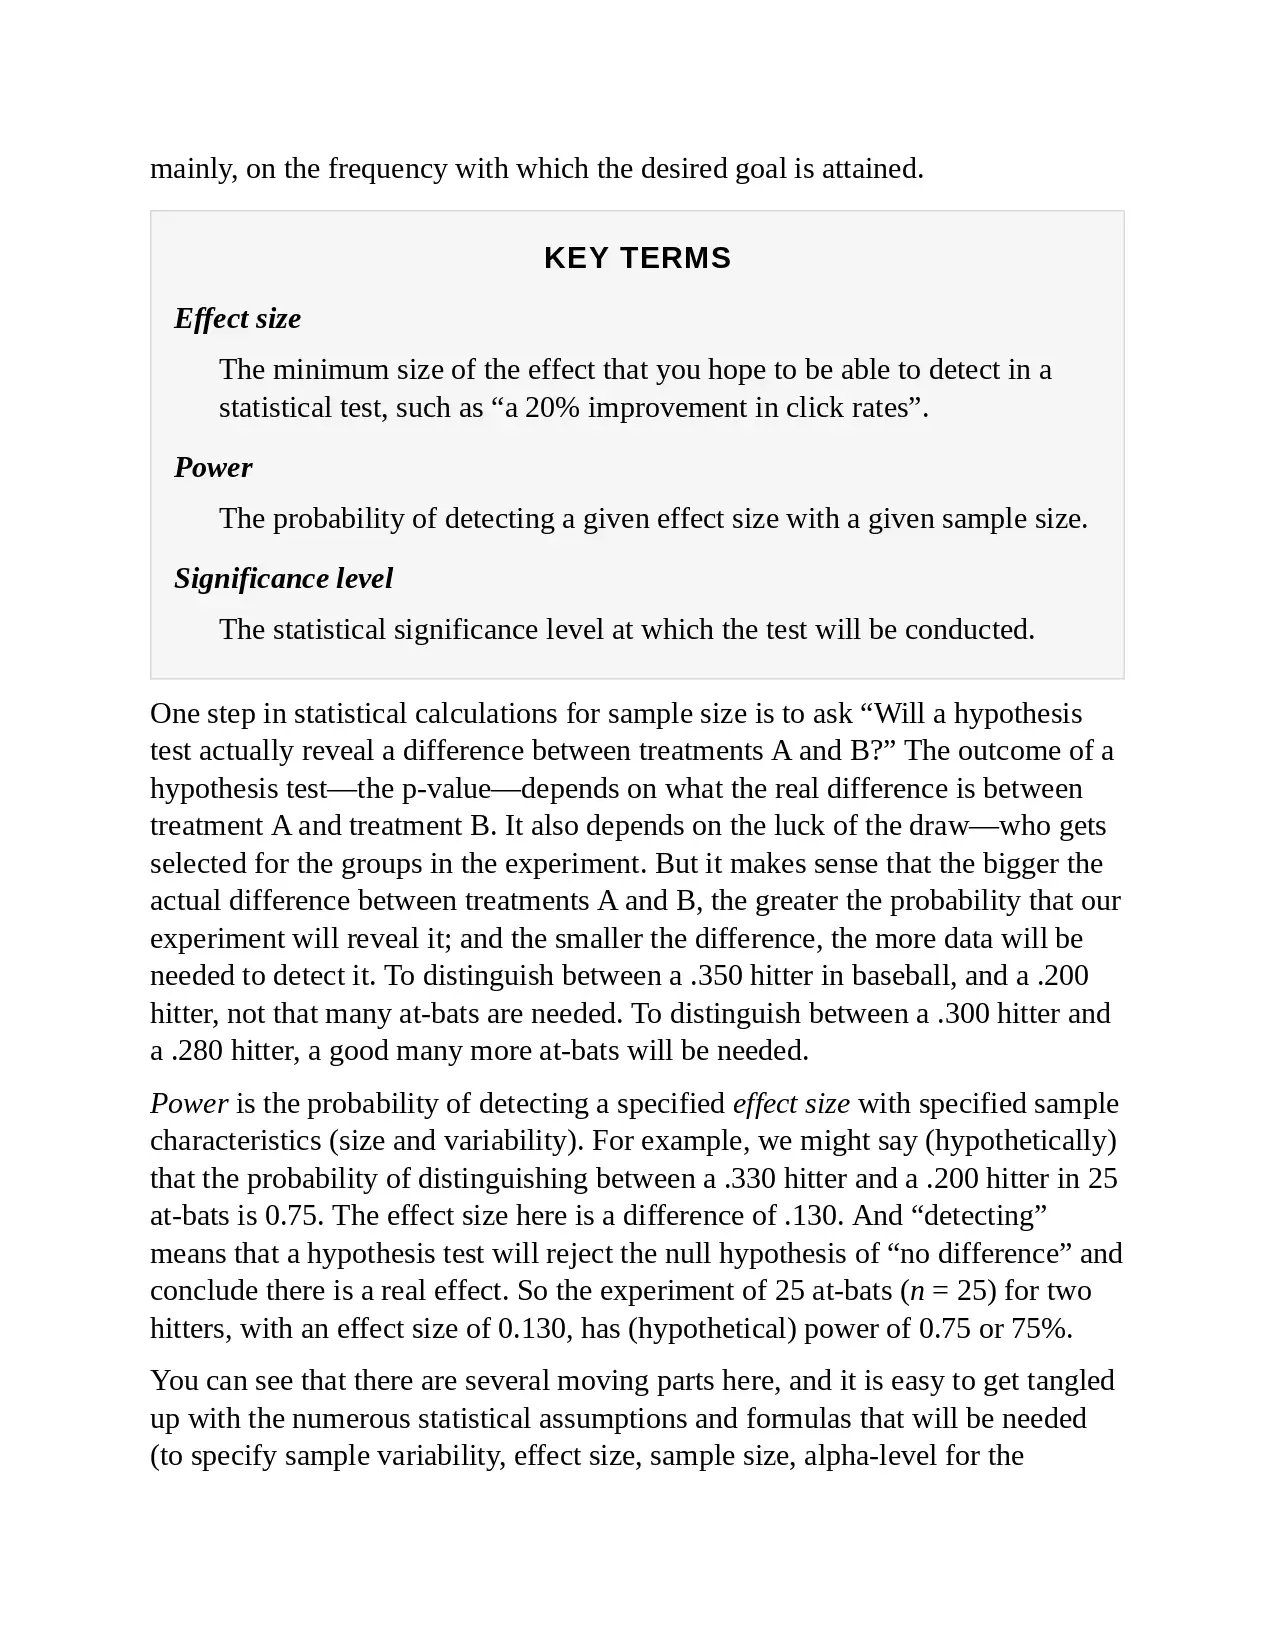 mainly, on the frequency with which the desired goal is attained.
KEY TERMS
Effect size
The minimum size of the effect that you hope to be able to detect in a
statistical test, such as “a 20% improvement in click rates”.
Power
The probability of detecting a given effect size with a given sample size.
Significance level
The statistical significance level at which the test will be conducted.
One step in statistical calculations for sample size is to ask “Will a hypothesis
test actually reveal a difference between treatments A and B?” The outcome of a
hypothesis test—the p-value—depends on what the real difference is between
treatment A and treatment B. It also depends on the luck of the draw—who gets
selected for the groups in the experiment. But it makes sense that the bigger the
actual difference between treatments A and B, the greater the probability that our
experiment will reveal it; and the smaller the difference, the more data will be
needed to detect it. To distinguish between a .350 hitter in baseball, and a .200
hitter, not that many at-bats are needed. To distinguish between a .300 hitter and
a .280 hitter, a good many more at-bats will be needed.
Power is the probability of detecting a specified effect size with specified sample
characteristics (size and variability). For example, we might say (hypothetically)
that the probability of distinguishing between a .330 hitter and a .200 hitter in 25
at-bats is 0.75. The effect size here is a difference of .130. And “detecting”
means that a hypothesis test will reject the null hypothesis of “no difference” and
conclude there is a real effect. So the experiment of 25 at-bats (n = 25) for two
hitters, with an effect size of 0.130, has (hypothetical) power of 0.75 or 75%.
You can see that there are several moving parts here, and it is easy to get tangled
up with the numerous statistical assumptions and formulas that will be needed
(to specify sample variability, effect size, sample size, alpha-level for the